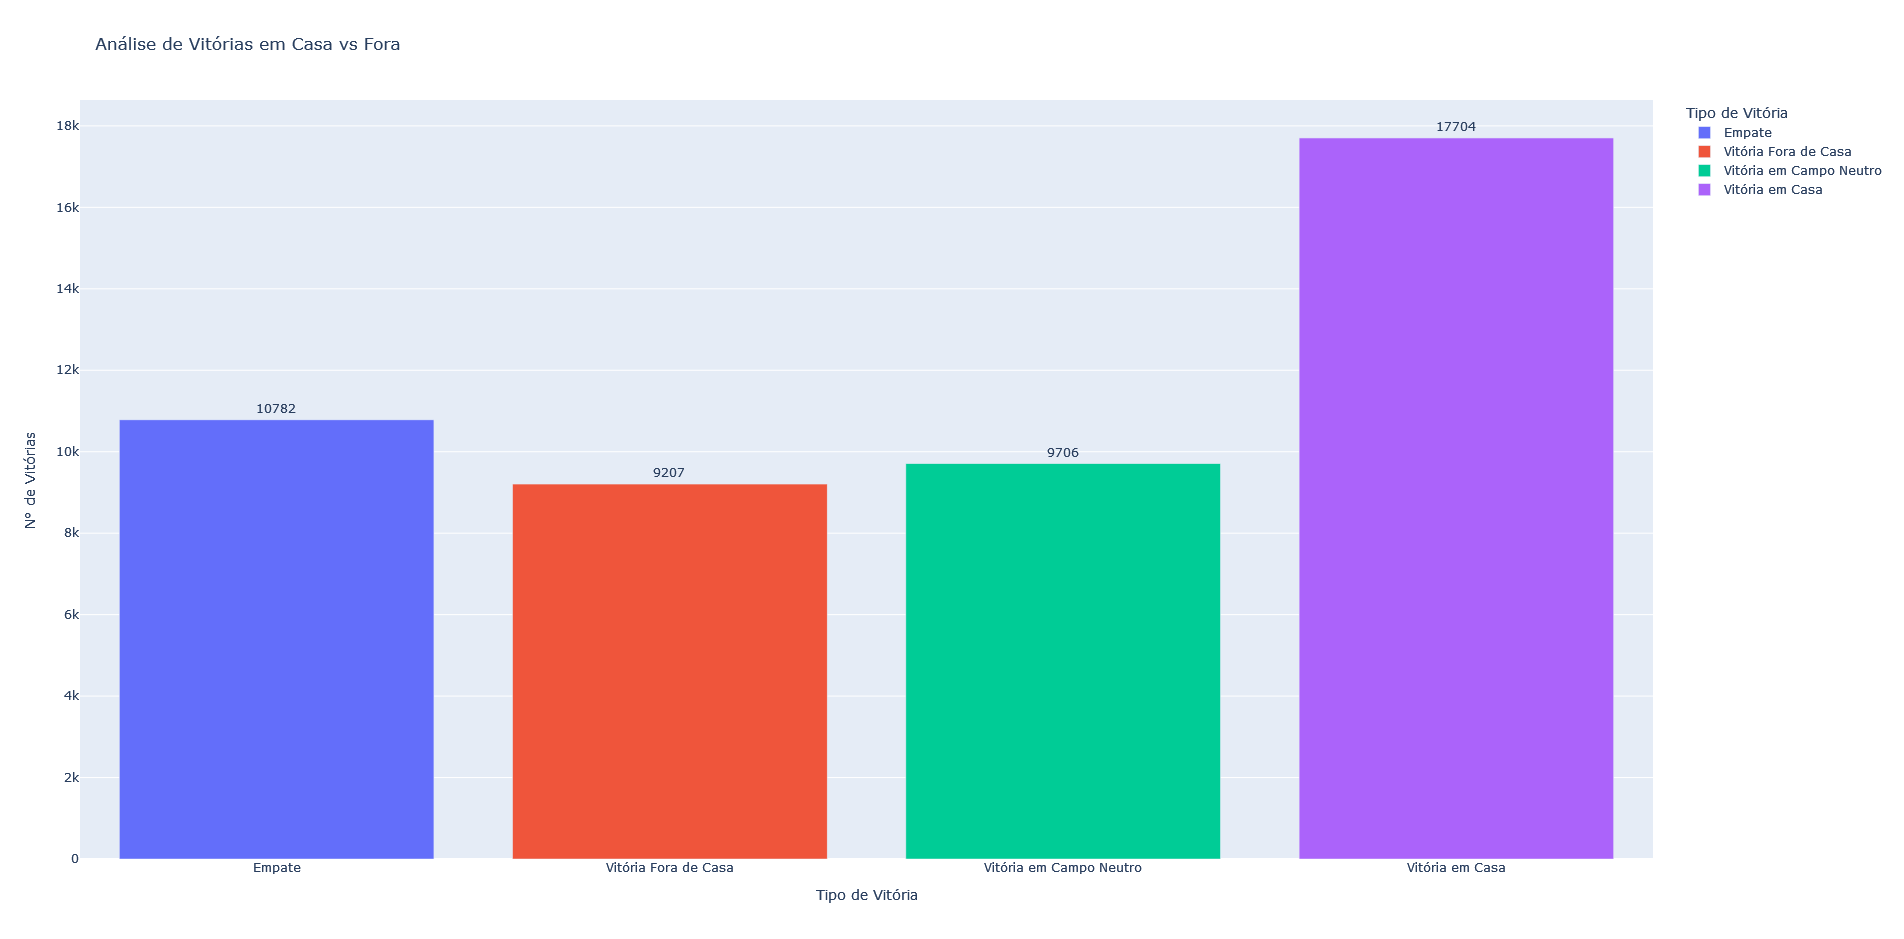 Análise de Vitórias em Casa vs Fora
Tipo de Vitória
Empate
Vitória Fora de Casa
Vitória em Campo Neutro
Vitória em Casa
Nº de Vitórias
18k
16k
14k
12k
10k
8k
6k
4k
2k
0
10782
9207
9706
17704
Empate
Vitória Fora de Casa
Vitória em Campo Neutro
Vitória em Casa
Tipo de Vitória